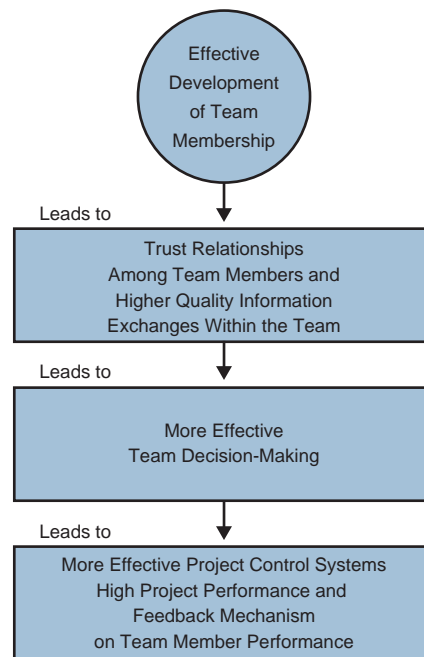 Effective
Development
of Team
Membership
Leads to
Trust Relationships
Among Team Members and
Higher Quality Information
Exchanges Within the Team
Leads to
More Effective
Team Decision-Making
Leads to
More Effective Project Control Systems
High Project Performance and
Feedback Mechanism
on Team Member Performance